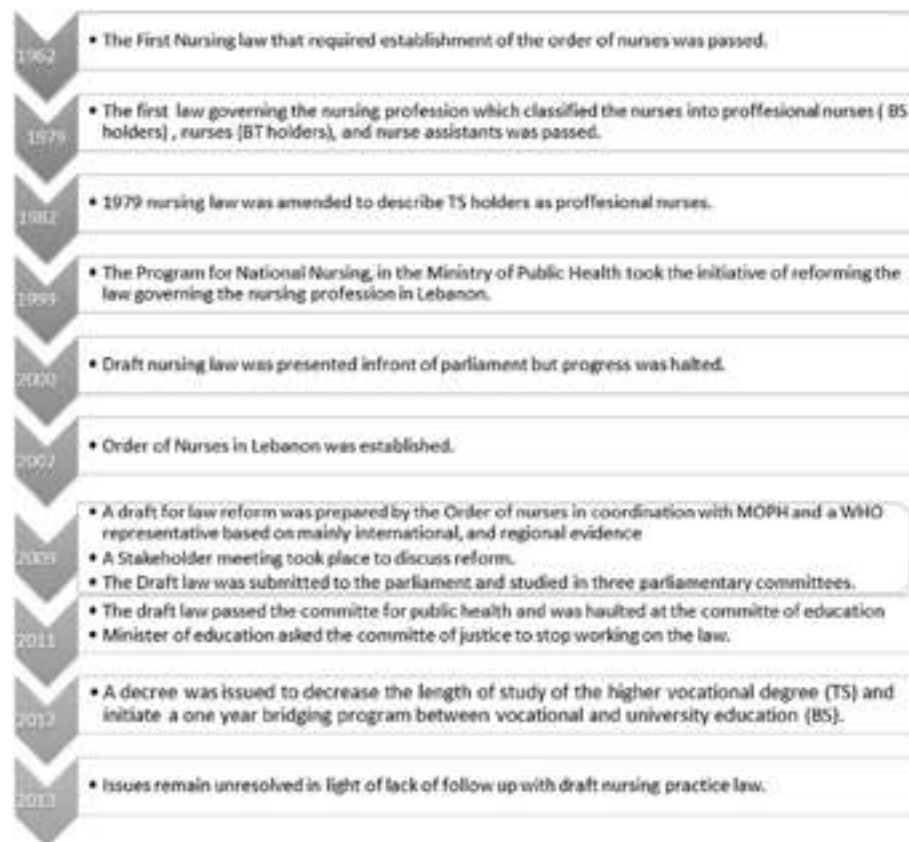 1962
• The First Nursing law that required establishment of the order of nurses was passed.
1979
• The first law governing the nursing profession which classified the nurses into proffesional nurses ( BS
holders) , nurses (BT holders), and nurse assistants was passed.
1982
• 1979 nursing law was amended to describe TS holders as proffesional nurses.
1999
• The Program for National Nursing, in the Ministry of Public Health took the initiative of reforming the
law governing the nursing profession in Lebanon.
2000
• Draft nursing law was presented infront of parliament but progress was halted.
• Order of Nurses in Lebanon was established.
2009
• A draft for law reform was prepared by the Order of nurses in coordination with MOPH and a WHO
representative based on mainly international, and regional evidence
• A Stakeholder meeting took place to discuss reform.
• The Draft law was submitted to the parliament and studied in three parliamentary committees.
2011
• The draft law passed the committe for public health and was haulted at the committe of education
• Minister of education asked the committe of justice to stop working on the law.
2012
• A decree was issued to decrease the length of study of the higher vocational degree (TS) and
initiate a one year bridging program between vocational and university education (BS).
2013
• Issues remain unresolved in light of lack of follow up with draft nursing practice law.